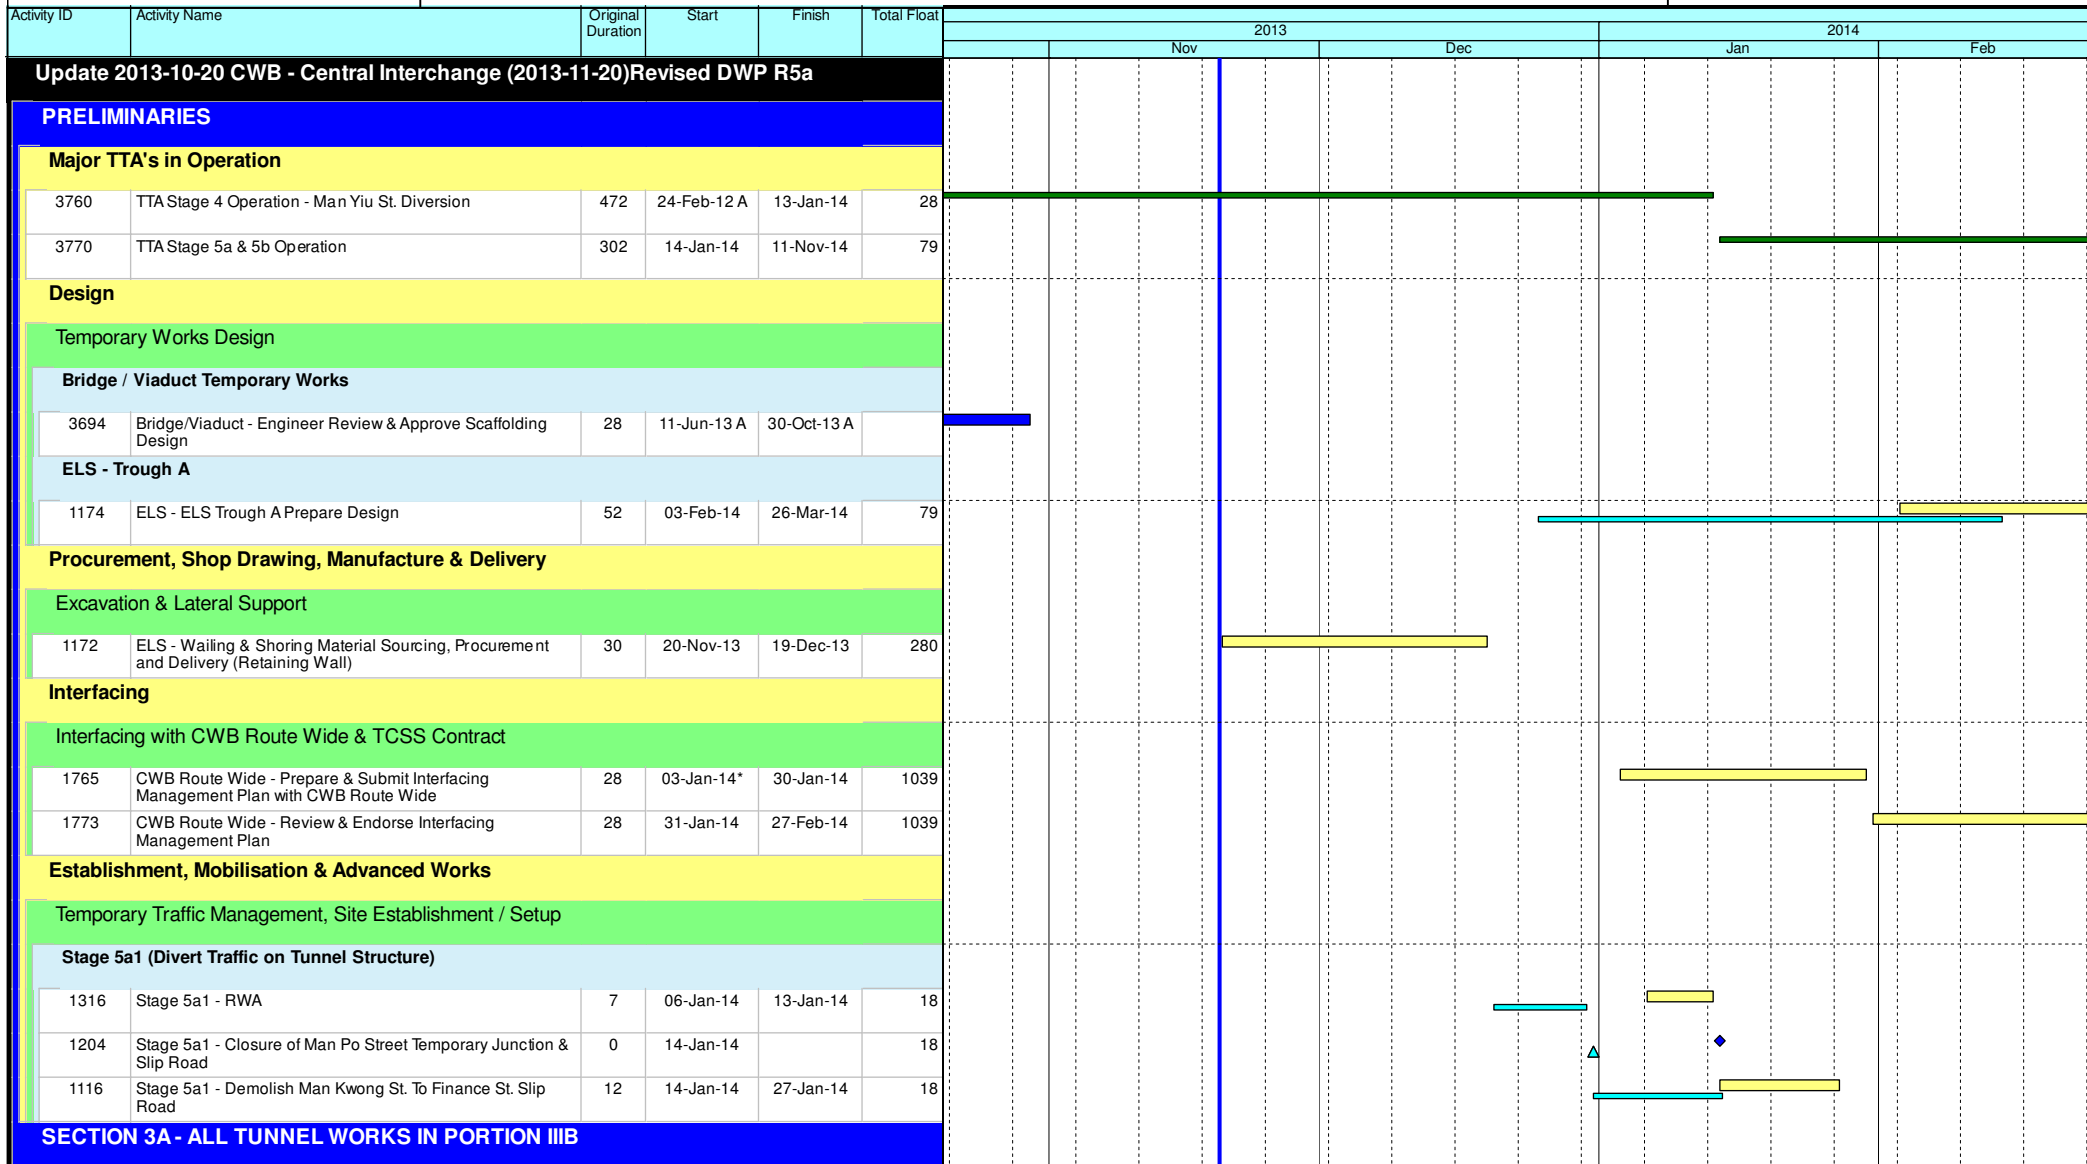 Activity ID Activity Name Original Duration Start Finish Total Float
2013 2014
Nov Dec Jan Feb
Update 2013-10-20 CWB - Central Interchange (2013-11-20)Revised DWP R5a
PRELIMINARIES
Major TTA's in Operation
3760 TTA Stage 4 Operation - Man Yiu St. Diversion 472 24-Feb-12 A 13-Jan-14 28
3770 TTA Stage 5a & 5b Operation 302 14-Jan-14 11-Nov-14 79
Design
Temporary Works Design
Bridge / Viaduct Temporary Works
3694 Bridge/Viaduct - Engineer Review & Approve Scaffolding 28 11-Jun-13 A 30-Oct-13 A
Design
ELS - Trough A
1174 ELS - ELS Trough A Prepare Design 52 03-Feb-14 26-Mar-14 79
Procurement, Shop Drawing, Manufacture & Delivery
Excavation & Lateral Support
1172 ELS - Wailing & Shoring Material Sourcing, Procurement 30 20-Nov-13 19-Dec-13 280
and Delivery (Retaining Wall)
Interfacing
Interfacing with CWB Route Wide & TCSS Contract
1765 CWB Route Wide - Prepare & Submit Interfacing 28 03-Jan-14* 30-Jan-14 1039
Management Plan with CWB Route Wide
1773 CWB Route Wide - Review & Endorse Interfacing 28 31-Jan-14 27-Feb-14 1039
Management Plan
Establishment, Mobilisation & Advanced Works
Temporary Traffic Management, Site Establishment / Setup
Stage 5a1 (Divert Traffic on Tunnel Structure)
1316 Stage 5a1 - RWA 7 06-Jan-14 13-Jan-14 18
1204 Stage 5a1 - Closure of Man Po Street Temporary Junction & 0 14-Jan-14 18
Slip Road
1116 Stage 5a1 - Demolish Man Kwong St. To Finance St. Slip 12 14-Jan-14 27-Jan-14 18
Road
SECTION 3A - ALL TUNNEL WORKS IN PORTION IIIB